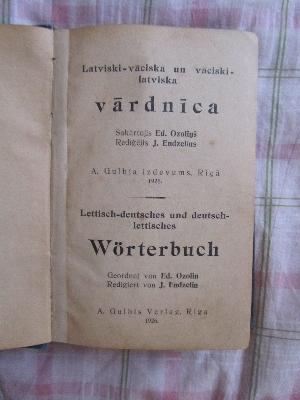 Latviski-vāciska un vāciski-
latviska
vārdnīca
Sakārtojis Ed. Ozoliņš
Rediģējis J. Endzelins
A. Gulbja izdevums, Rīgā
1926.
Lettisch-deutsches und deutsch-
lettisches
Wörterbuch
Geordnet von Ed. Ozolin
Redigiert von J. Endzelin
A. Gulbis Verlag, Riga
1926.